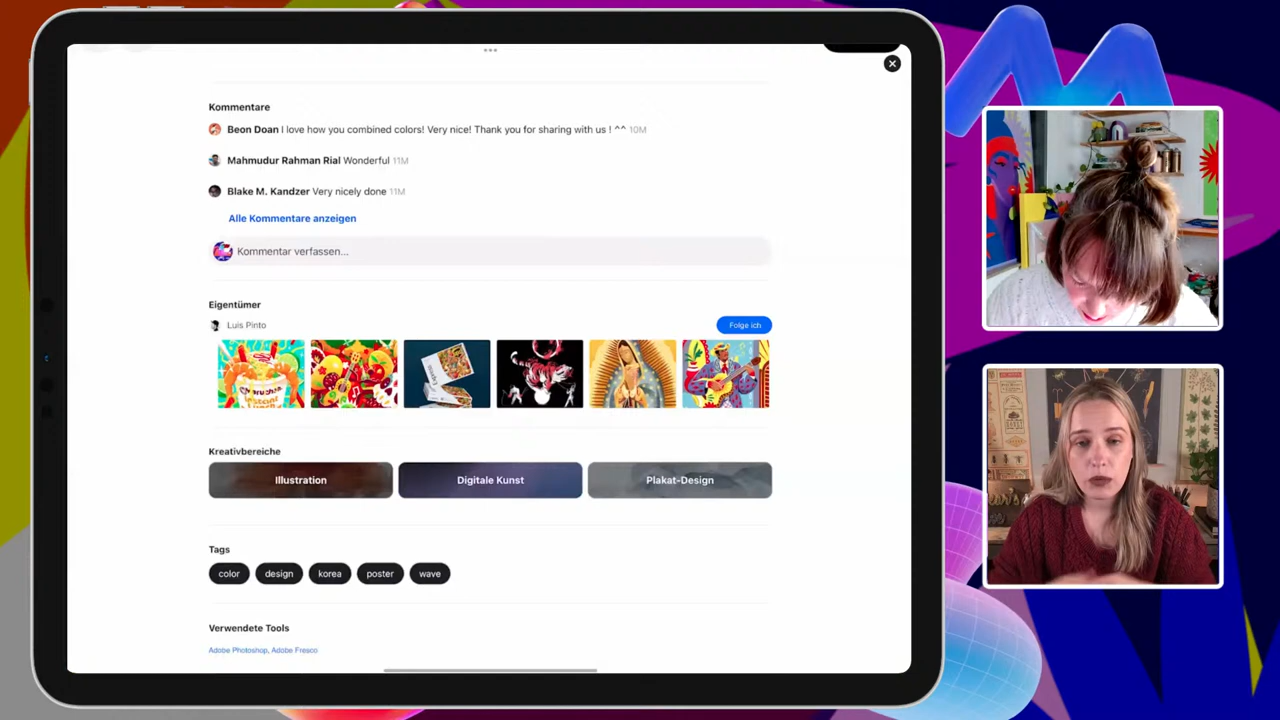 Kommentare
Beon Doan I love how you combined colors! Very nice! Thank you for sharing with us ! ^^ 10M
Mahmudur Rahman Rial Wonderful 11M
Blake M. Kandzer Very nicely done 11M
Alle Kommentare anzeigen
Kommentar verfassen...
Eigentümer
Luis Pinto
Folge ich
Kreativbereiche
Illustration
Digitale Kunst
Plakat-Design
Tags
color
design
korea
poster
wave
Verwendete Tools
Adobe Photoshop, Adobe Fresco